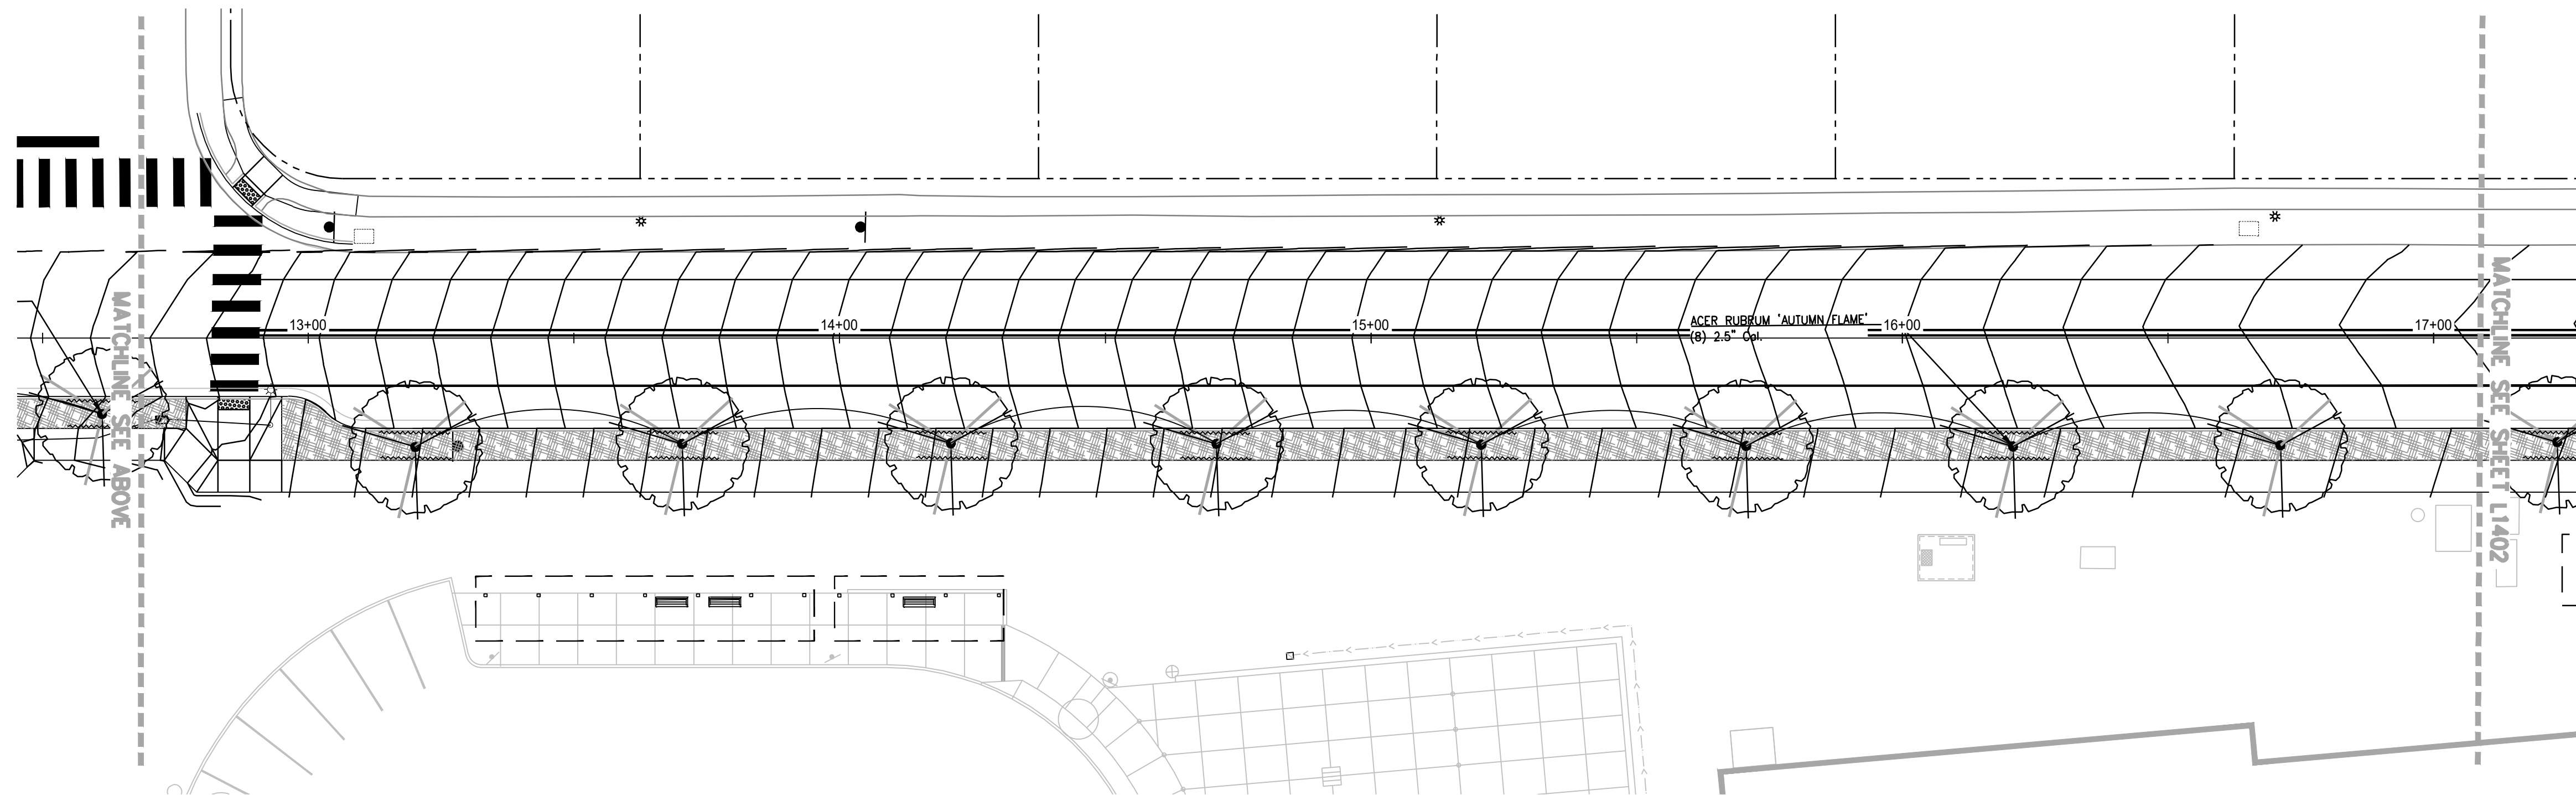 MATCHLINE SEE ABOVE
13+00
14+00
15+00
ACER RUBRUM 'AUTUMN FLAME'
(8) 2.5" Cal.
16+00
17+00
MATCHLINE SEE SHEET L1402